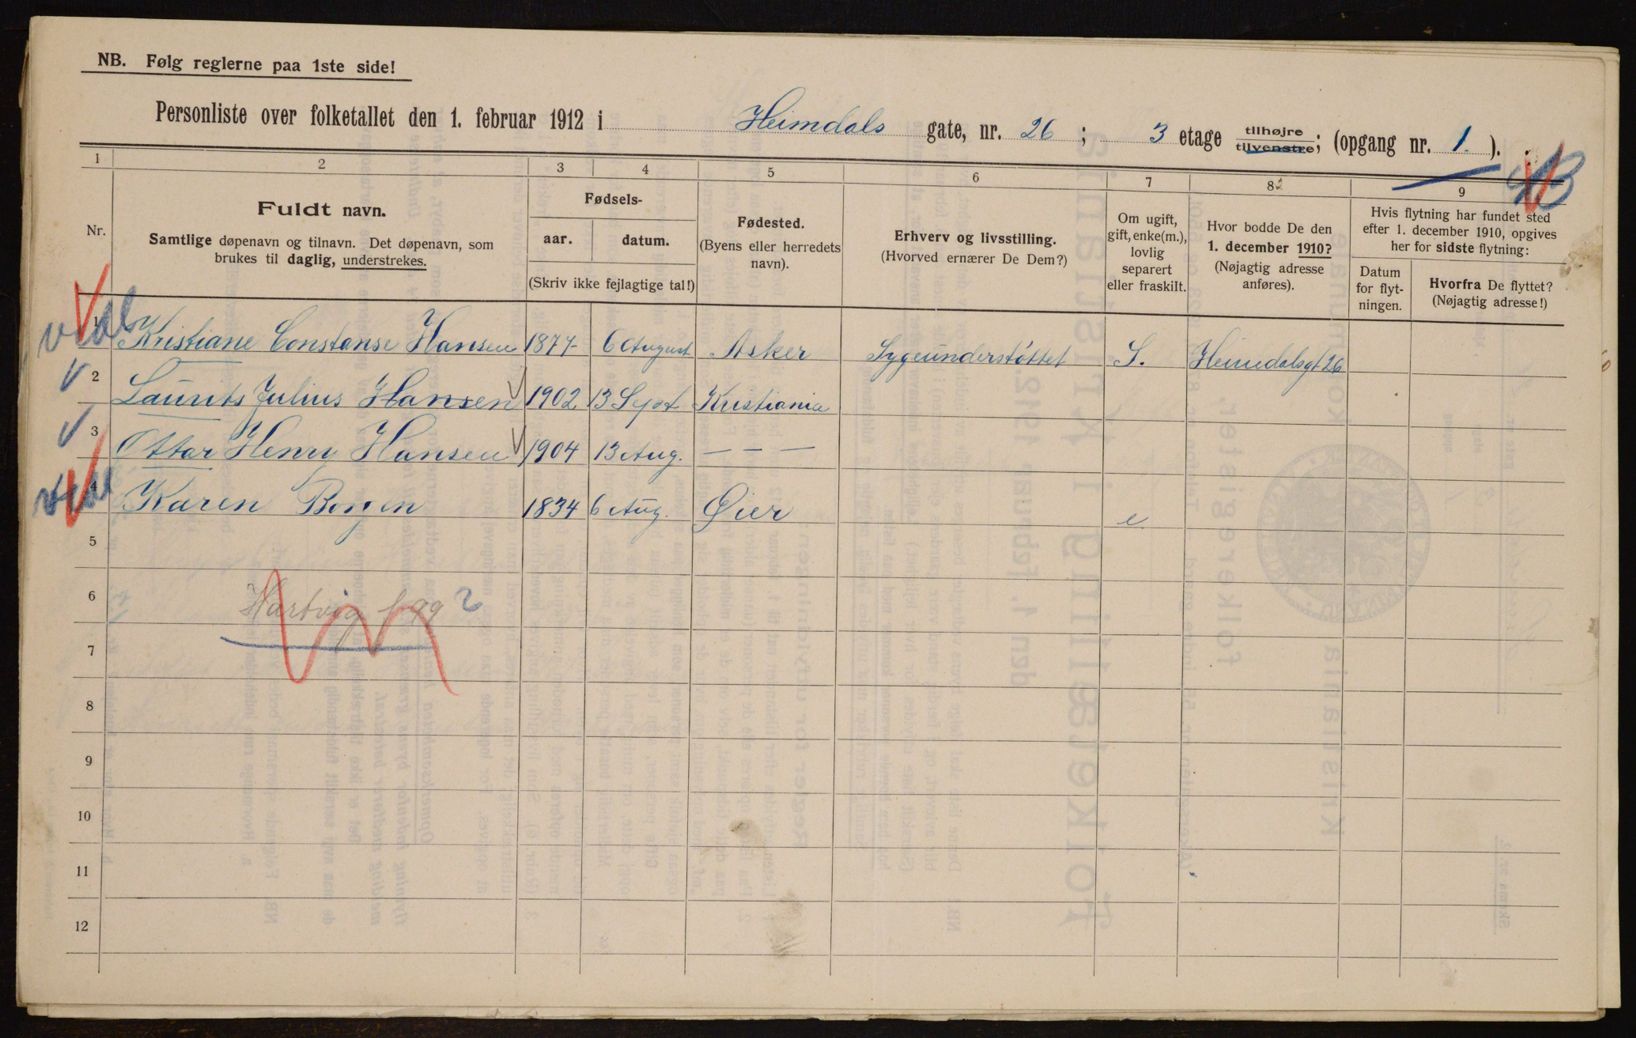 NB. Følg reglerne paa 1ste side!
Personliste over folketallet den 1. februar 1912 i Heimdals gate, nr. 26 ; 3 etage tilhøjre tilvenstre; (opgang nr. 1. ).
1 2 3 4 5 6 7 8 9
Nr.
Fuldt navn.
Samtlige døpenavn og tilnavn. Det døpenavn, som
brukes til daglig, understrekes.
Fødsels-
aar. datum.
(Skriv ikke fejlagtige tal!)
Fødested.
(Byens eller herredets
navn).
Erhverv og livsstilling.
(Hvorved ernærer De Dem?)
Om ugift,
gift, enke(m.),
lovlig
separert
eller fraskilt.
Hvor bodde De den
1. december 1910?
(Nøjagtig adresse
anføres).
Hvis flytning har fundet sted
efter 1. december 1910, opgives
her for sidste flytning:
Datum
for flyt-
ningen.
Hvorfra De flyttet?
(Nøjagtig adresse!)
1 Kristiane Constanse Hansen 1877 6 August Asker Sygeunderstøttet S. Heimdalsgt 26
2 Laurits Julius Hansen 1902 13 Sept Kristiania
3 Ottar Henry Hansen 1904 13 Aug. — — —
4 Karen Borgen 1834 6 Aug. Øier e
5
6 Hartvig
7
8
9
10
11
12